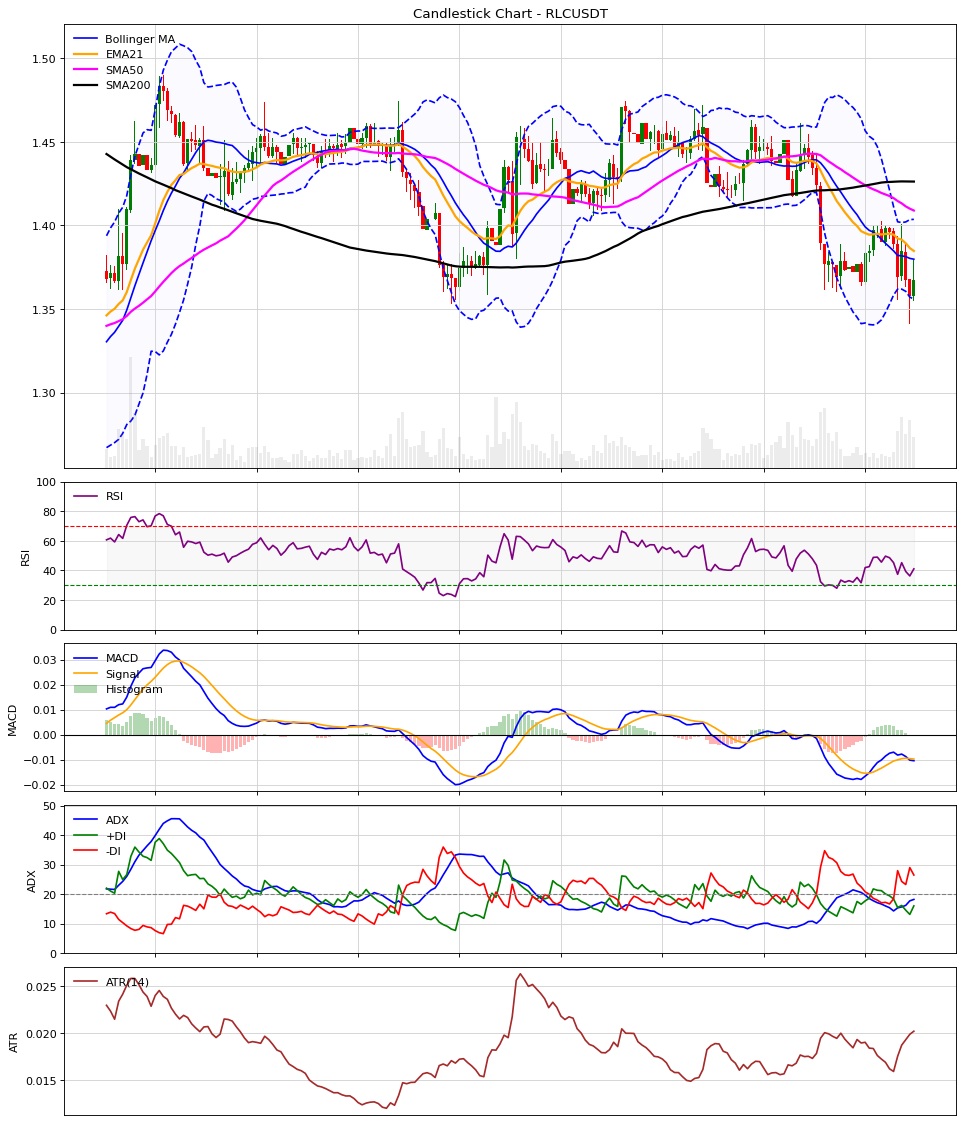 Candlestick Chart - RLCUSDT
Bollinger MA
EMA21
SMA50
SMA200
1.50
1.45
1.40
1.35
1.30
RSI
RSI
100
80
60
40
20
0
MACD
MACD
Signal
Histogram
0.03
0.02
0.01
0.00
−0.01
−0.02
ADX
ADX
+DI
-DI
50
40
30
20
10
0
ATR
ATR(14)
0.025
0.020
0.015